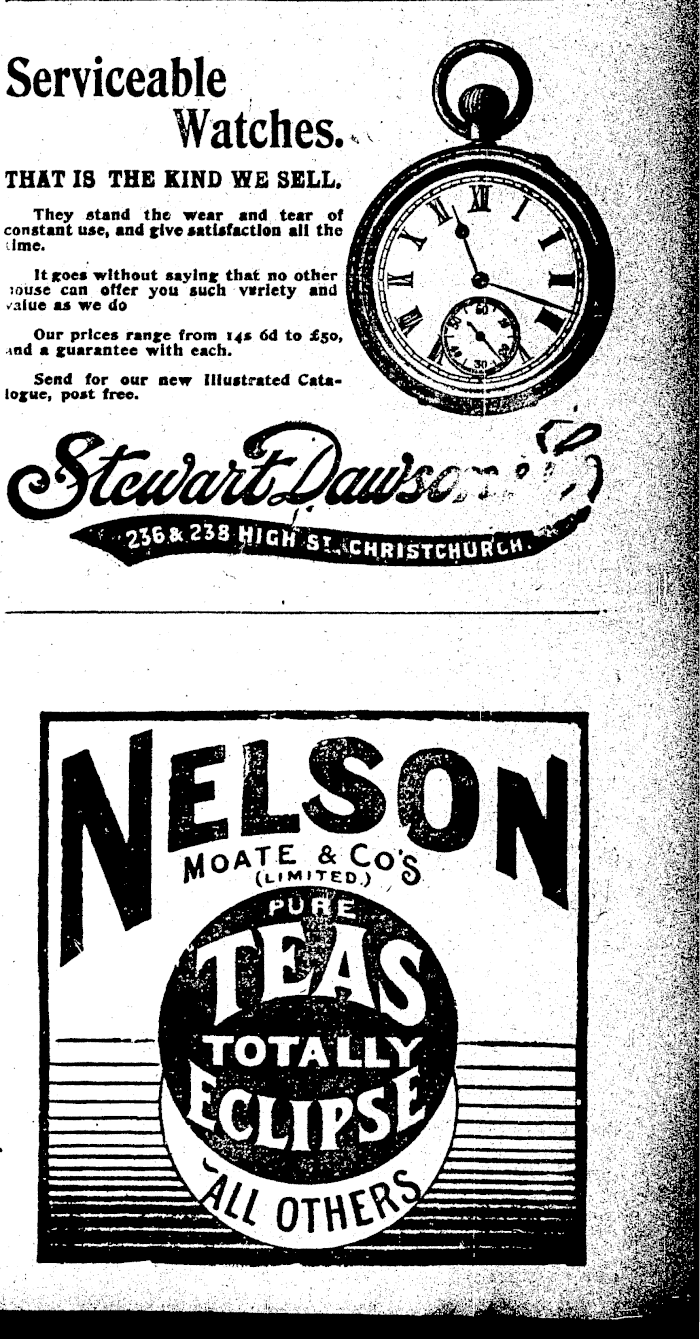 Serviceable
Watches.
THAT IS THE KIND WE SELL.
They stand the wear and tear of
constant use, and give satisfaction all the
time.
It goes without saying that no other
house can offer you such variety and
value as we do
Our prices range from 14s 6d to £50,
and a guarantee with each.
Send for our new Illustrated Cata-
logue, post free.
Stewart Dawson
236 & 238 HIGH ST., CHRISTCHURCH.
NELSON
MOATE & CO'S
(LIMITED.)
PURE
TEAS
TOTALLY
ECLIPSE
ALL OTHERS